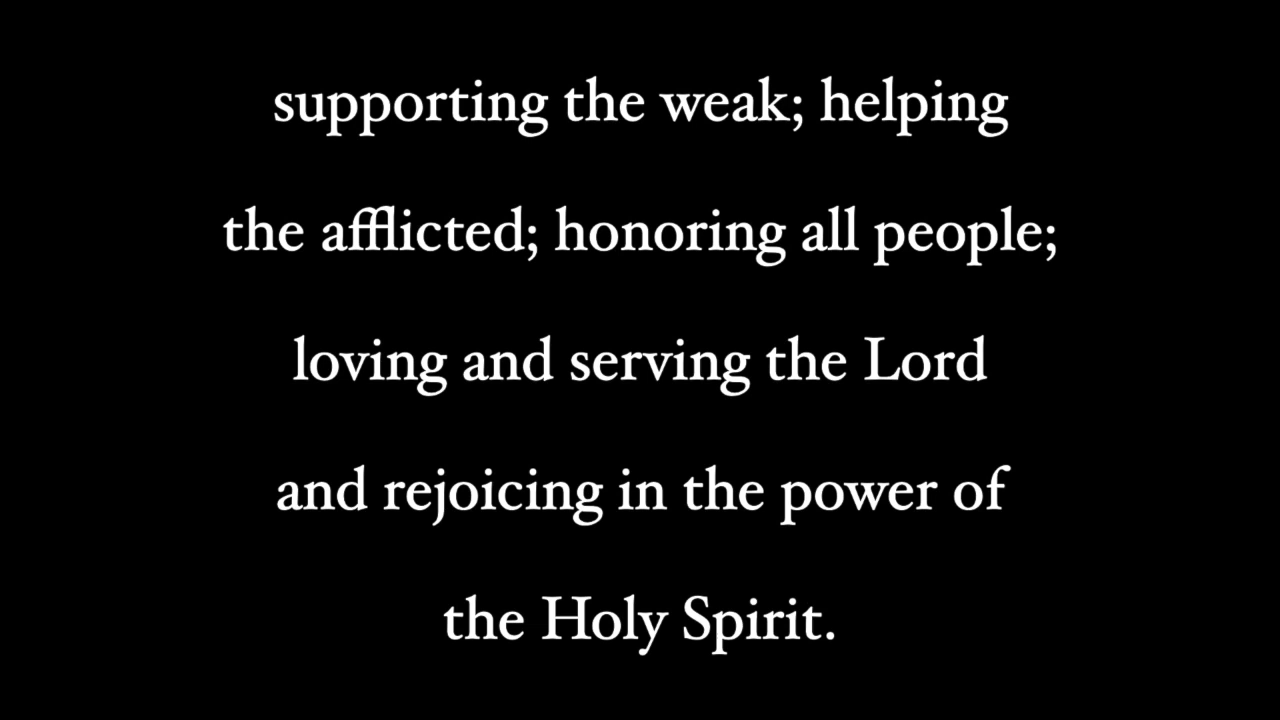 supporting the weak; helping
the afflicted; honoring all people;
loving and serving the Lord
and rejoicing in the power of
the Holy Spirit.